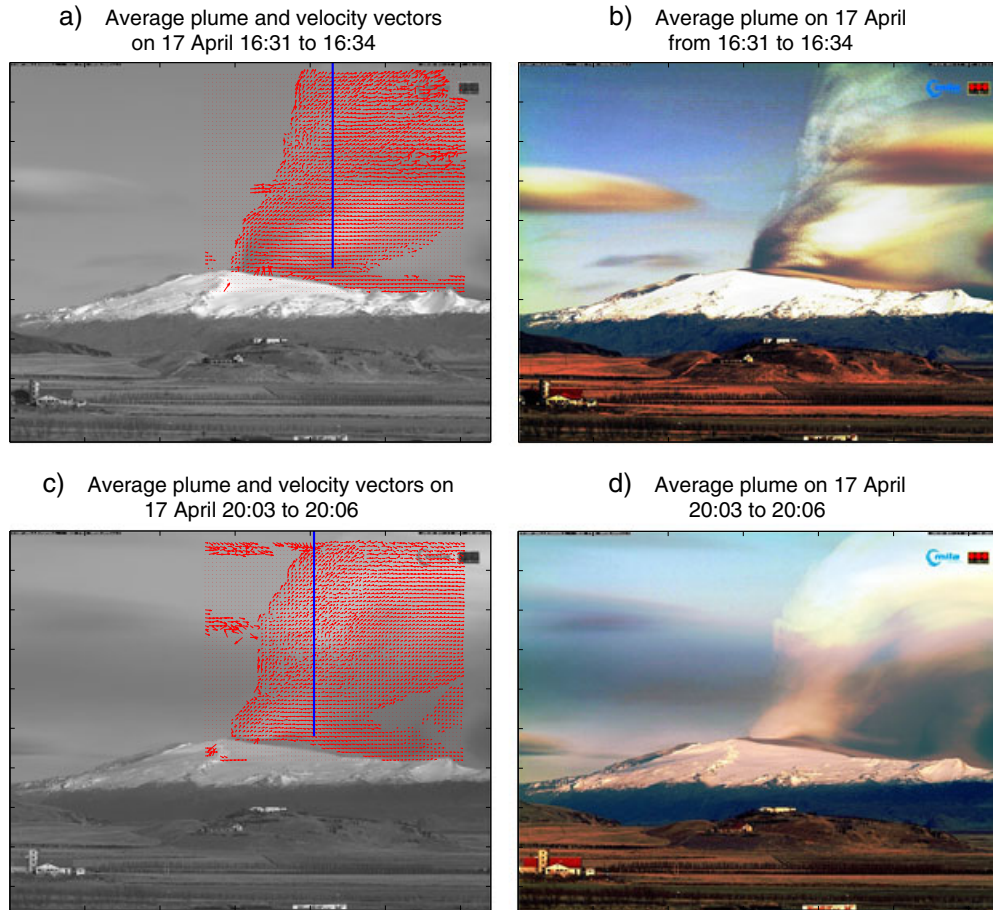 a) Average plume and velocity vectors
on 17 April 16:31 to 16:34
b) Average plume on 17 April
from 16:31 to 16:34
mila
c) Average plume and velocity vectors on
17 April 20:03 to 20:06
d) Average plume on 17 April
20:03 to 20:06
mila